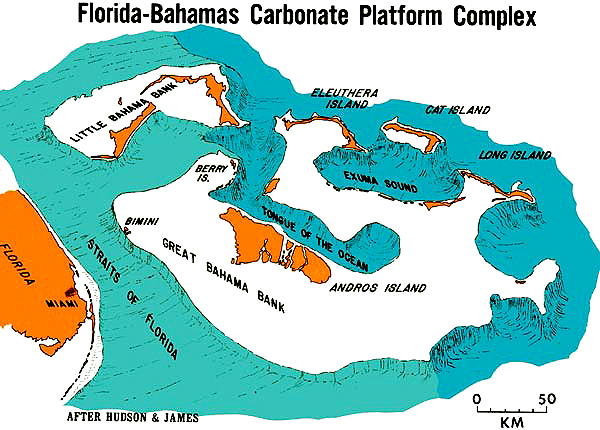 Florida-Bahamas Carbonate Platform Complex
ELEUTHERA
ISLAND
CAT ISLAND
LITTLE BAHAMA BANK
LONG ISLAND
BERRY
IS.
EXUMA SOUND
TONGUE OF THE OCEAN
BIMINI
GREAT BAHAMA BANK
FLORIDA
STRAITS OF FLORIDA
MIAMI
ANDROS ISLAND
AFTER HUDSON & JAMES
0 50
KM